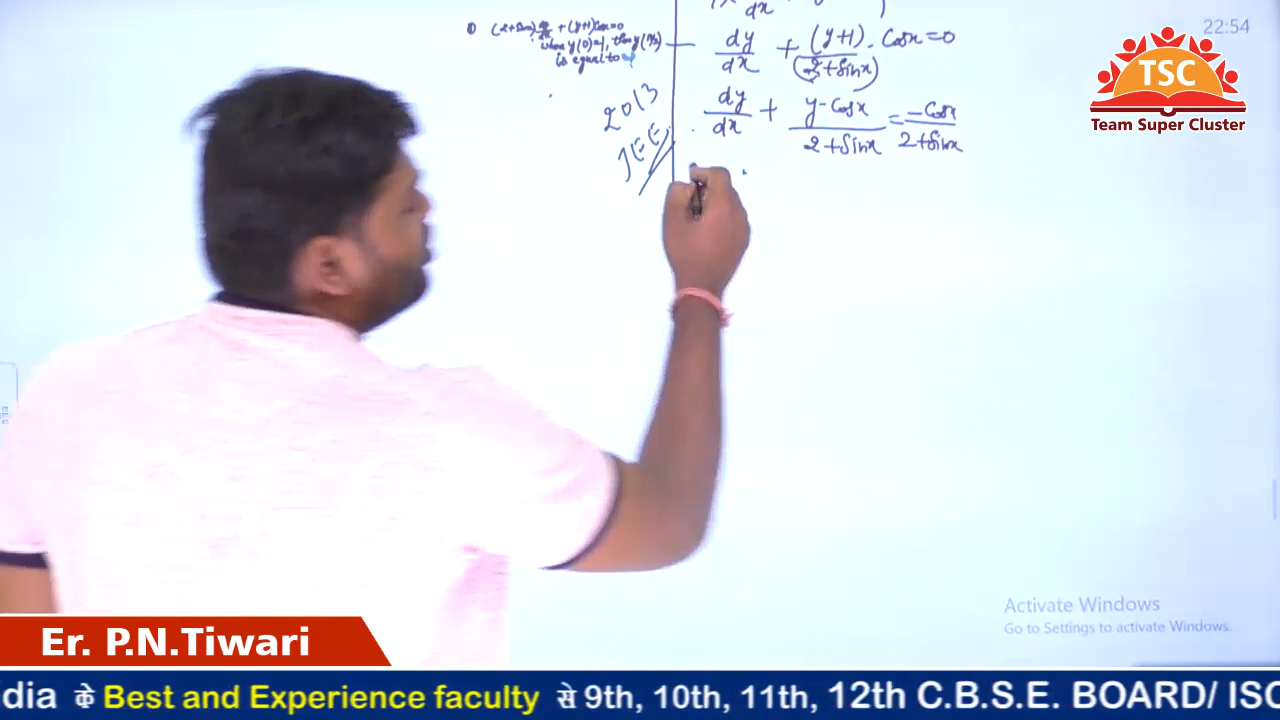 ① (2+sinx) dy/dx + (y+1)cosx=0
when y(0)=1, then y(π/2)
is equal to
2013
JEE
dy/dx + (y+1)/(2+sinx) . Cosx=0
dy/dx + y-Cosx/2+Sinx = -Cosx/2+Sinx
22:54
TSC
Team Super Cluster
Activate Windows
Go to Settings to activate Windows.
Er. P.N.Tiwari
dia के Best and Experience faculty से 9th, 10th, 11th, 12th C.B.S.E. BOARD/ ISC